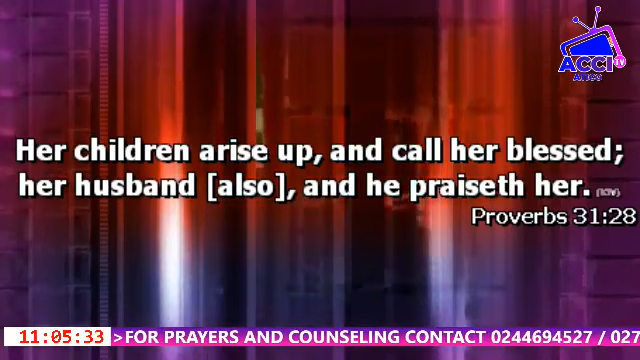 ACCI
TV
Her children arise up, and call her blessed;
her husband [also], and he praiseth her.
Proverbs 31:28
11:05:33 >FOR PRAYERS AND COUNSELING CONTACT 0244694527 / 027